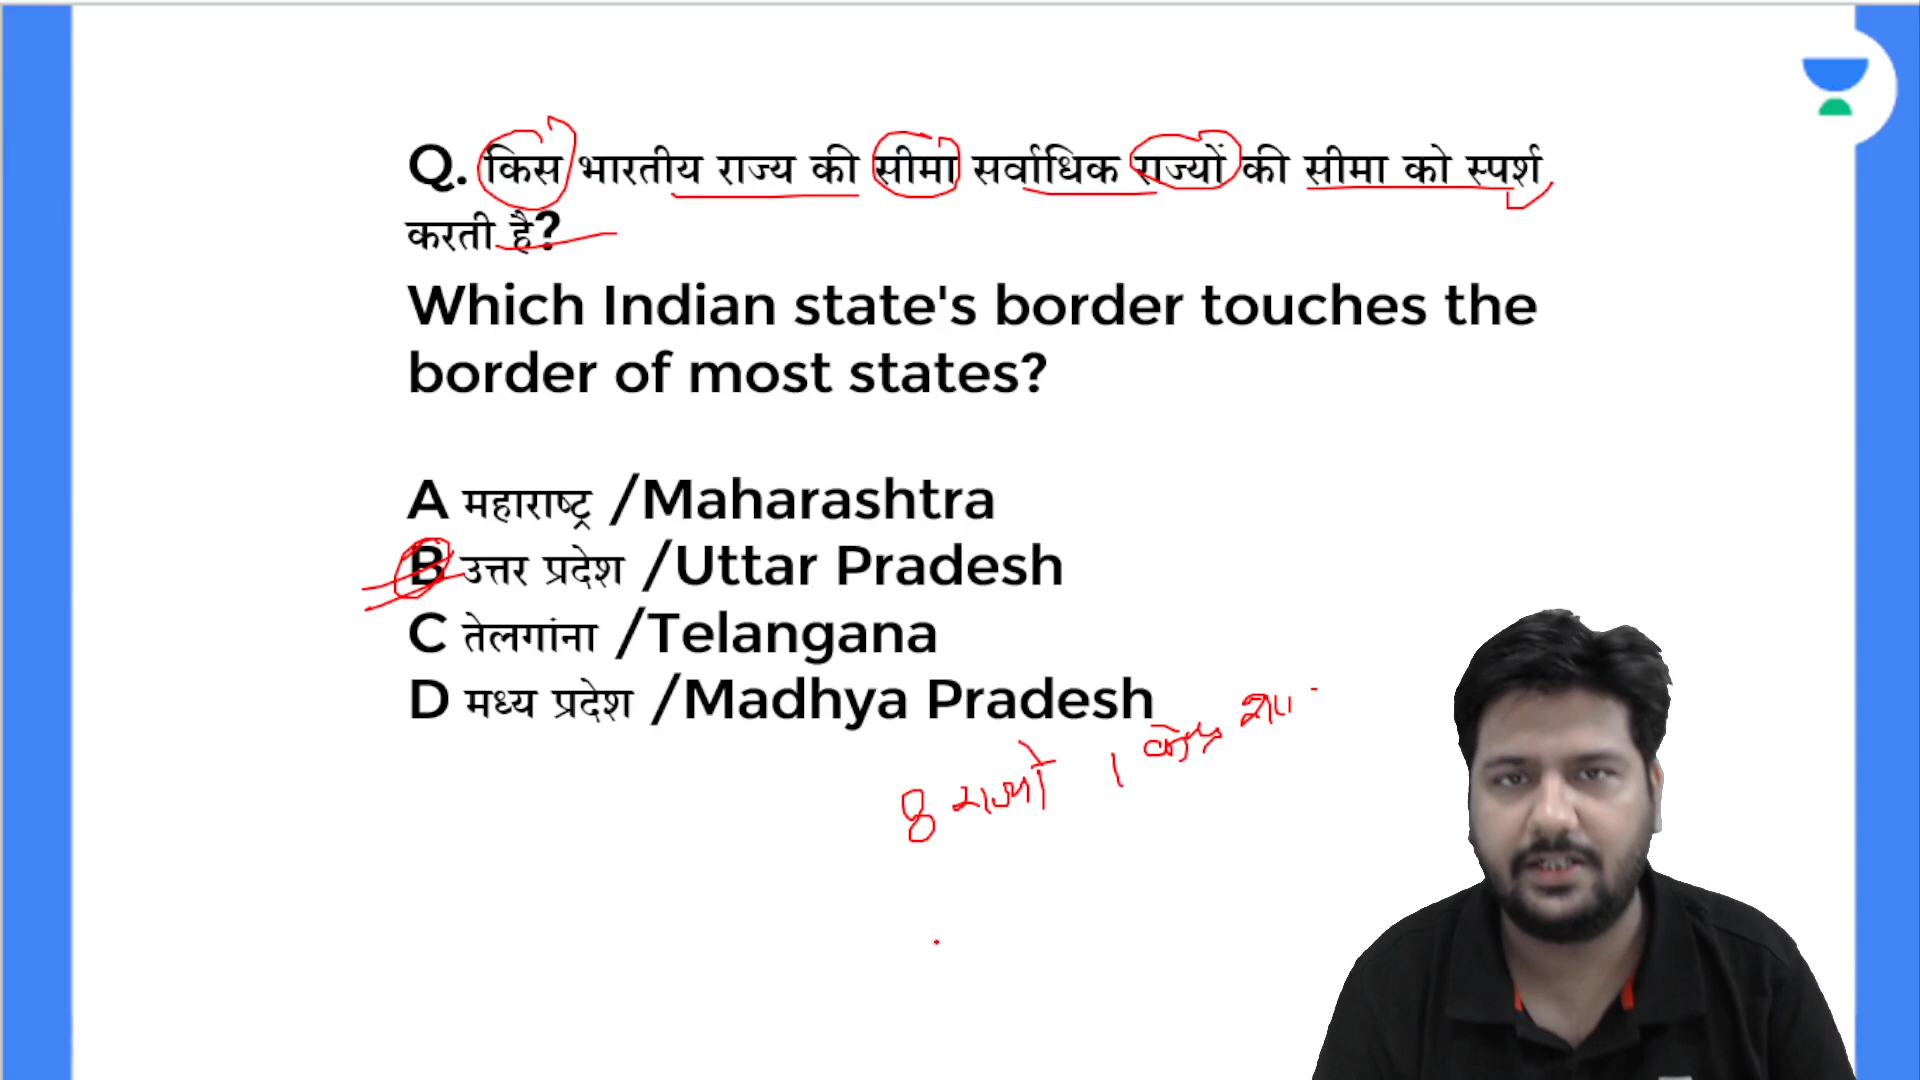 Q. किस भारतीय राज्य की सीमा सर्वाधिक राज्यों की सीमा को स्पर्श
करती है?
Which Indian state's border touches the
border of most states?
A महाराष्ट्र /Maharashtra
B उत्तर प्रदेश /Uttar Pradesh
C तेलगांना /Telangana
D मध्य प्रदेश /Madhya Pradesh
8 राज्यो 1 केन्द्र शा